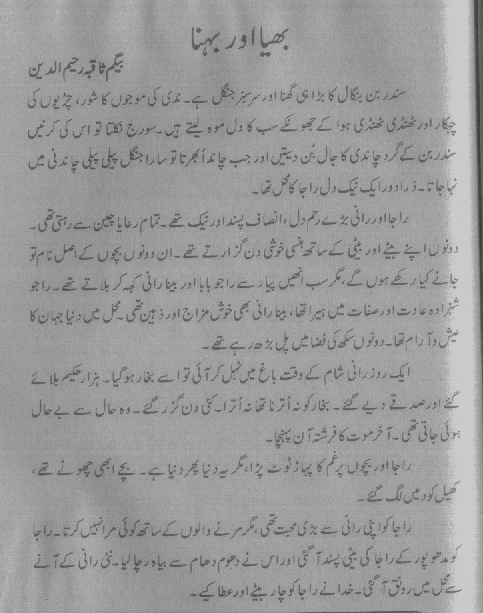 بھیا اور بہنا
بیگم ثاقبہ رحیم الدین
سندر بن بنگال کا بڑا ہی گھنا اور سرسبز جنگل ہے۔ ندی کی موجوں کا شور، چڑیوں کی
چہکار اور ٹھنڈی ٹھنڈی ہوا کے جھونکے سب کا دل موہ لیتے ہیں۔ سورج نکلتا تو اس کی کرنیں
سندر بن کے گرد چاندی کا جال بُن دیتیں اور جب چاند اُبھرتا تو سارا جنگل پیلی پیلی چاندنی میں
نہا جاتا۔ ذرا دور ایک نیک دل راجا کا محل تھا۔
راجا اور رانی بڑے رحم دل، انصاف پسند اور نیک تھے۔ تمام رعایا چین سے رہتی تھی۔
دونوں اپنے بیٹے اور بیٹی کے ساتھ ہنسی خوشی دن گزارتے تھے۔ ان دونوں بچوں کے اصل نام تو
جانے کیا رکھے ہوں گے، مگر سب انھیں پیار سے راجو بابا اور بینا رانی کہہ کر بلاتے تھے۔ راجو
شہزادہ عادت اور صفات میں ہیرا تھا، بینا رانی بھی خوش مزاج اور ذہین تھی۔ محل میں دنیا جہان کا
عیش و آرام تھا۔ دونوں سکھ کی فضا میں پل بڑھ رہے تھے۔
ایک روز رانی شام کے وقت باغ میں ٹہل کر آئی تو اسے بخار ہو گیا۔ ہزار حکیم بلائے
گئے اور صدقے دیے گئے۔ بخار کو نہ اُترنا تھا نہ اُترا۔ کئی دن گزر گئے۔ وہ حال سے بے حال
ہوئی جاتی تھی۔ آخر موت کا فرشتہ آن پہنچا۔
راجا اور بچوں پر غم کا پہاڑ ٹوٹ پڑا، مگر یہ دنیا پھر دنیا ہے۔ بچے ابھی چھوٹے تھے،
کھیل کود میں لگ گئے۔
راجا کو اپنی رانی سے بڑی محبت تھی، مگر مرنے والوں کے ساتھ کوئی مرا نہیں کرتا۔ راجا
کو مدھو پور کے راجا کی بیٹی پسند آ گئی اور اس نے دھوم دھام سے بیاہ رچا لیا۔ نئی رانی کے آنے
سے محل میں رونق آ گئی۔ خدا نے راجا کو چار بیٹے اور عطا کیے۔